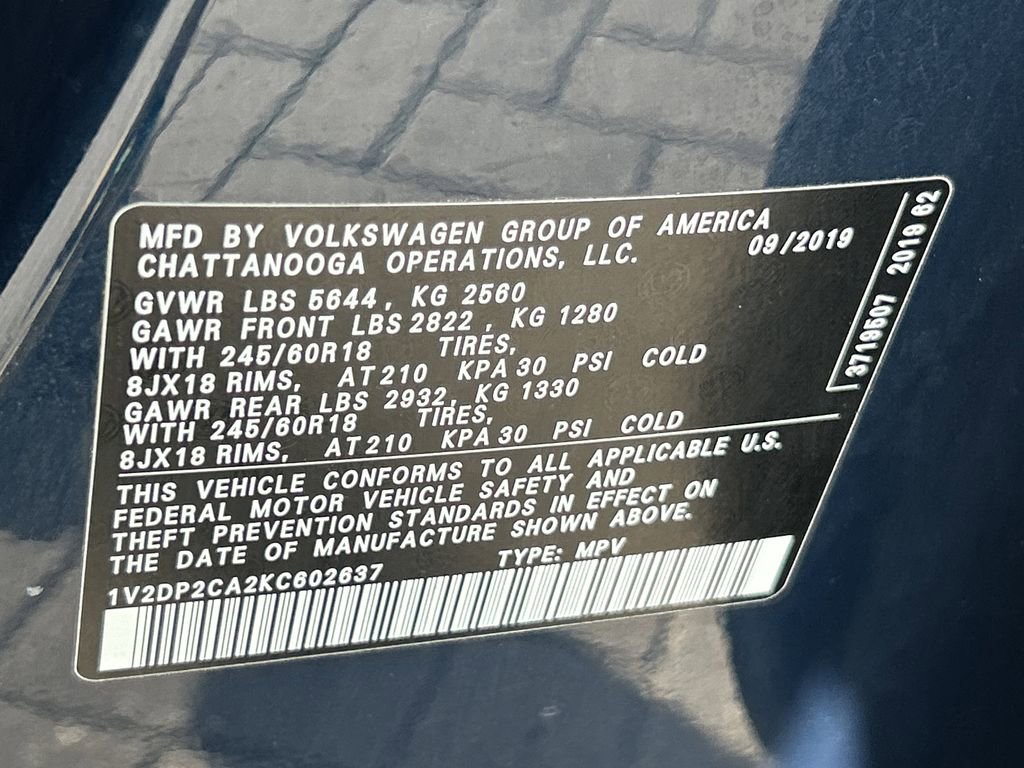 MFD BY VOLKSWAGEN GROUP OF AMERICA
CHATTANOOGA OPERATIONS, LLC. 09/2019
GVWR LBS 5644, KG 2560
GAWR FRONT LBS 2822, KG 1280
WITH 245/60R18 TIRES,
8JX18 RIMS, AT 210 KPA 30 PSI COLD
GAWR REAR LBS 2932, KG 1330
WITH 245/60R18 TIRES,
8JX18 RIMS, AT 210 KPA 30 PSI COLD
THIS VEHICLE CONFORMS TO ALL APPLICABLE U.S.
FEDERAL MOTOR VEHICLE SAFETY AND
THEFT PREVENTION STANDARDS IN EFFECT ON
THE DATE OF MANUFACTURE SHOWN ABOVE.
1V2DP2CA2KC602637 TYPE: MPV
3719507 2019 62